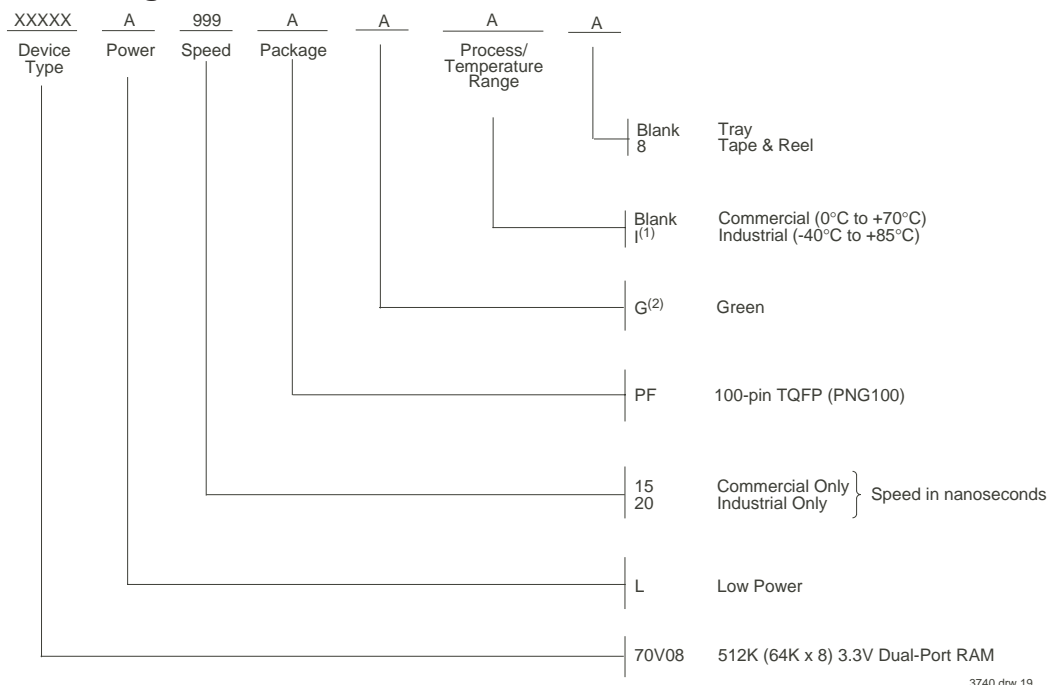 XXXXX A 999 A A A A
Device Type Power Speed Package Process/ Temperature Range
Blank Tray
8 Tape & Reel
Blank Commercial (0°C to +70°C)
I(1) Industrial (-40°C to +85°C)
G(2) Green
PF 100-pin TQFP (PNG100)
15 Commercial Only
20 Industrial Only
Speed in nanoseconds
L Low Power
70V08 512K (64K x 8) 3.3V Dual-Port RAM
3740 drw 19